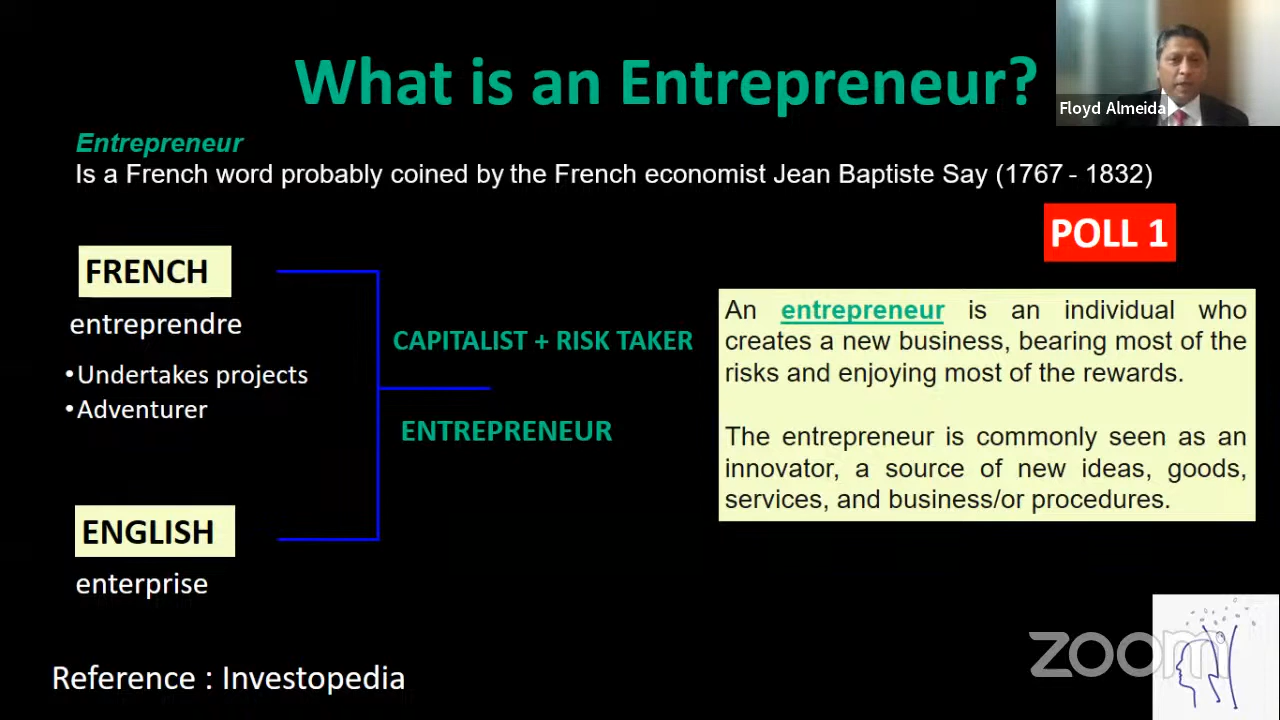 What is an Entrepreneur?
Floyd Almeida
Entrepreneur
Is a French word probably coined by the French economist Jean Baptiste Say (1767 - 1832)
POLL 1
FRENCH
entreprendre
•Undertakes projects
•Adventurer
CAPITALIST + RISK TAKER
ENTREPRENEUR
ENGLISH
enterprise
An entrepreneur is an individual who
creates a new business, bearing most of the
risks and enjoying most of the rewards.
The entrepreneur is commonly seen as an
innovator, a source of new ideas, goods,
services, and business/or procedures.
Reference : Investopedia
zoom